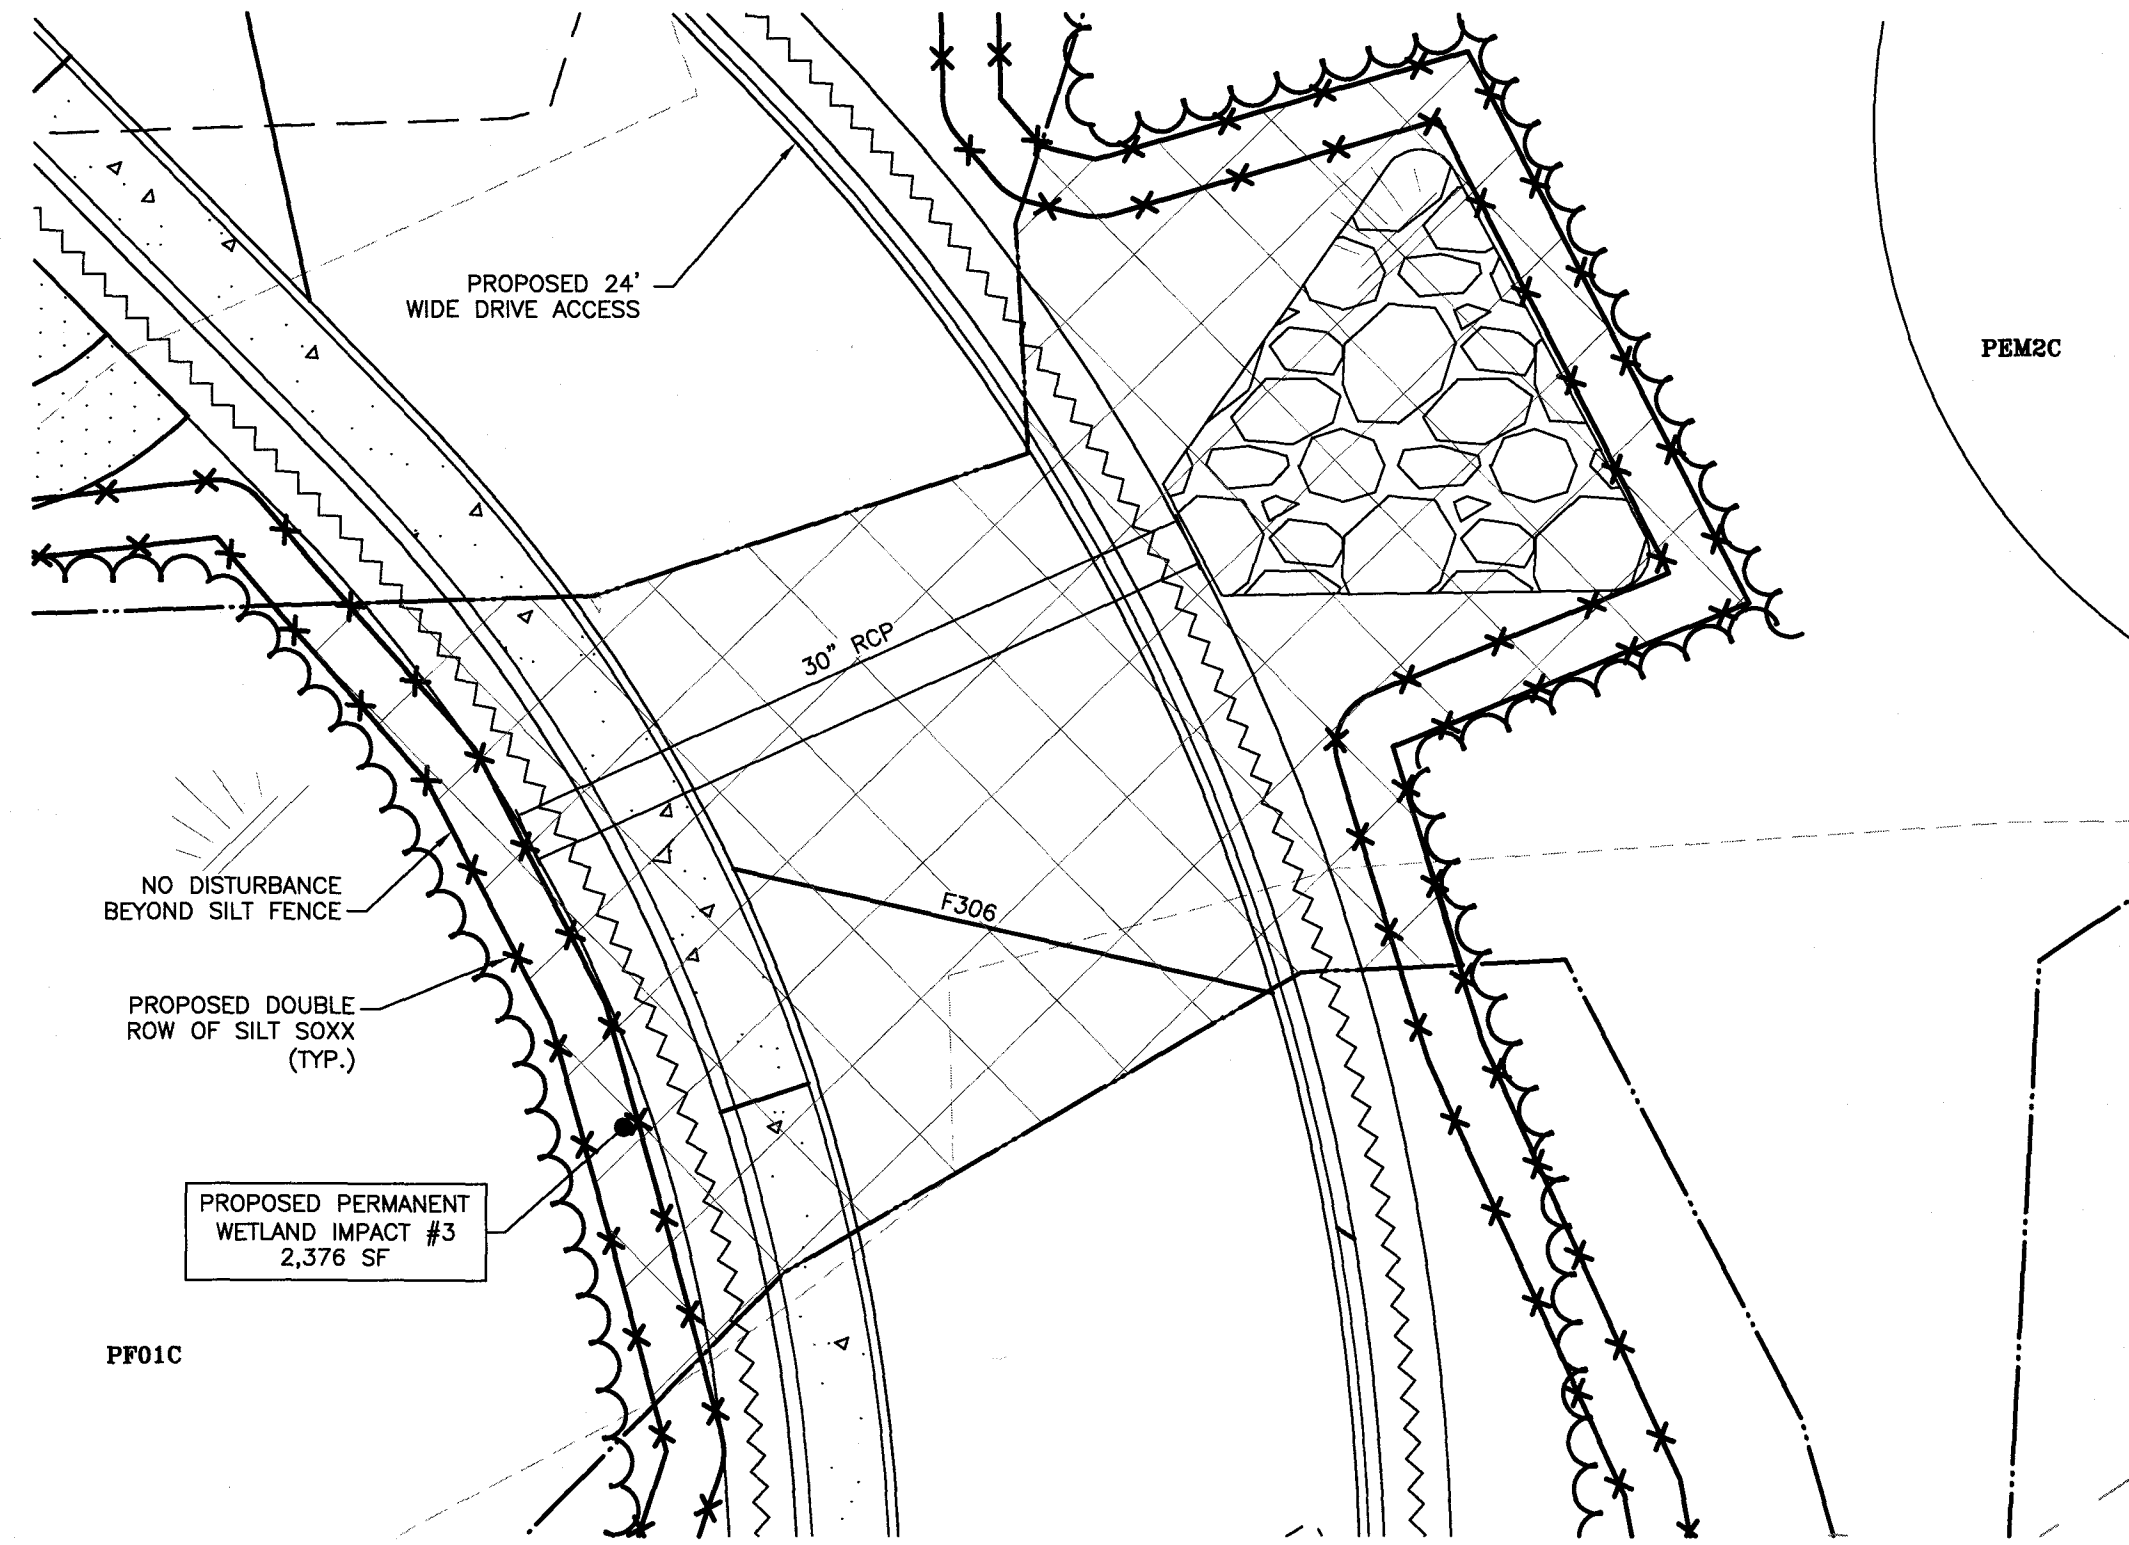 PROPOSED 24'
WIDE DRIVE ACCESS
PEM2C
30" RCP
F306
NO DISTURBANCE
BEYOND SILT FENCE
PROPOSED DOUBLE
ROW OF SILT SOXX
(TYP.)
PROPOSED PERMANENT
WETLAND IMPACT #3
2,376 SF
PF01C